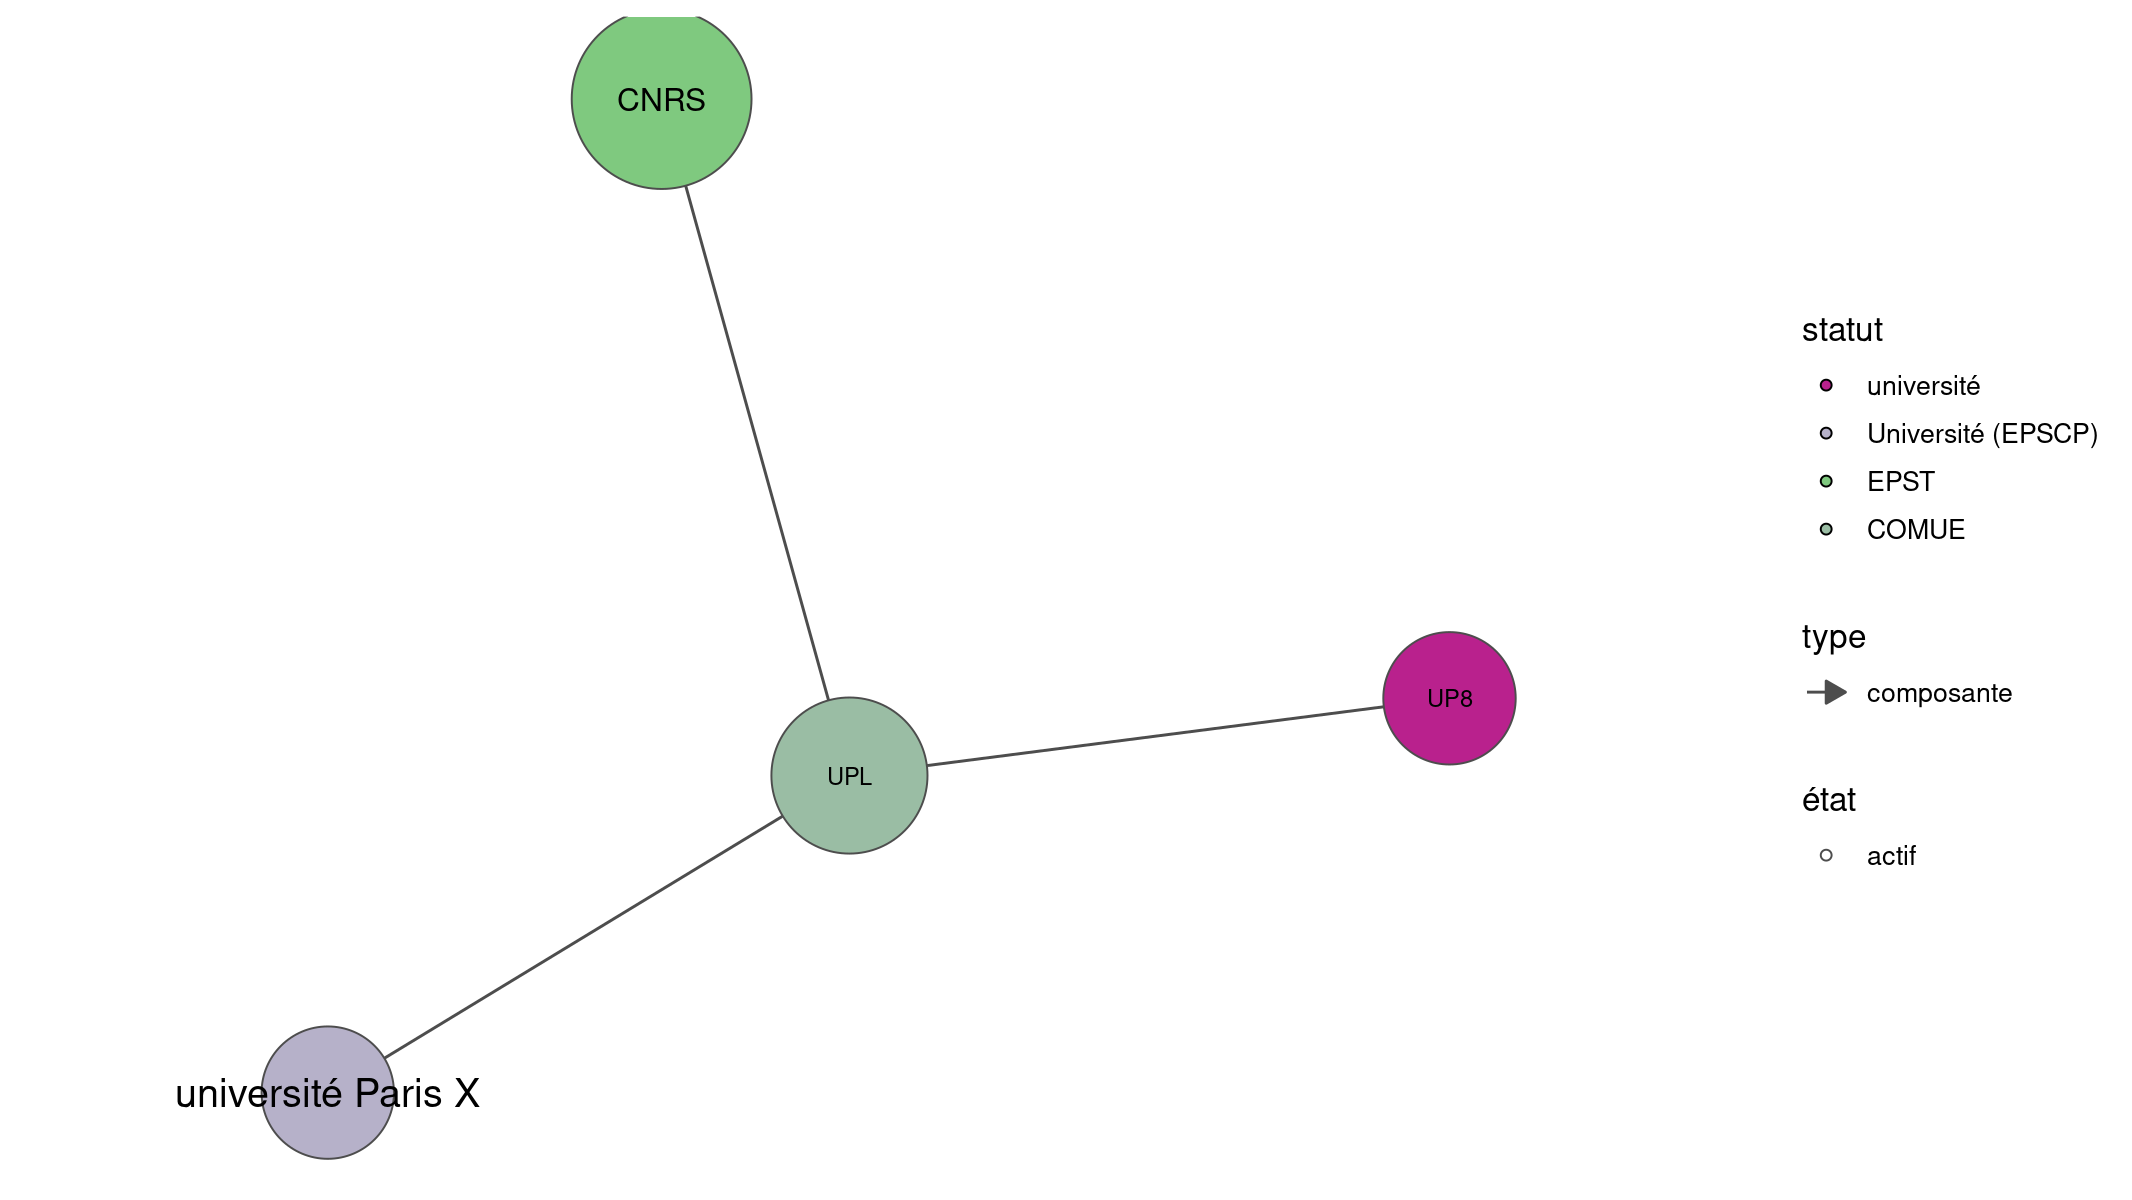 CNRS
UPL
UP8
université Paris X
statut
université
Université (EPSCP)
EPST
COMUE
type
composante
état
actif